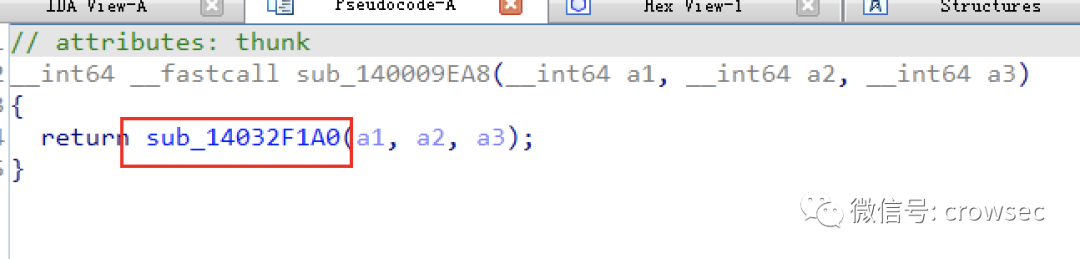 IDA View-A Pseudocode-A Hex View-1 Structures
// attributes: thunk
__int64 __fastcall sub_140009EA8(__int64 a1, __int64 a2, __int64 a3)
{
return sub_14032F1A0(a1, a2, a3);
}
微信号: crowsec